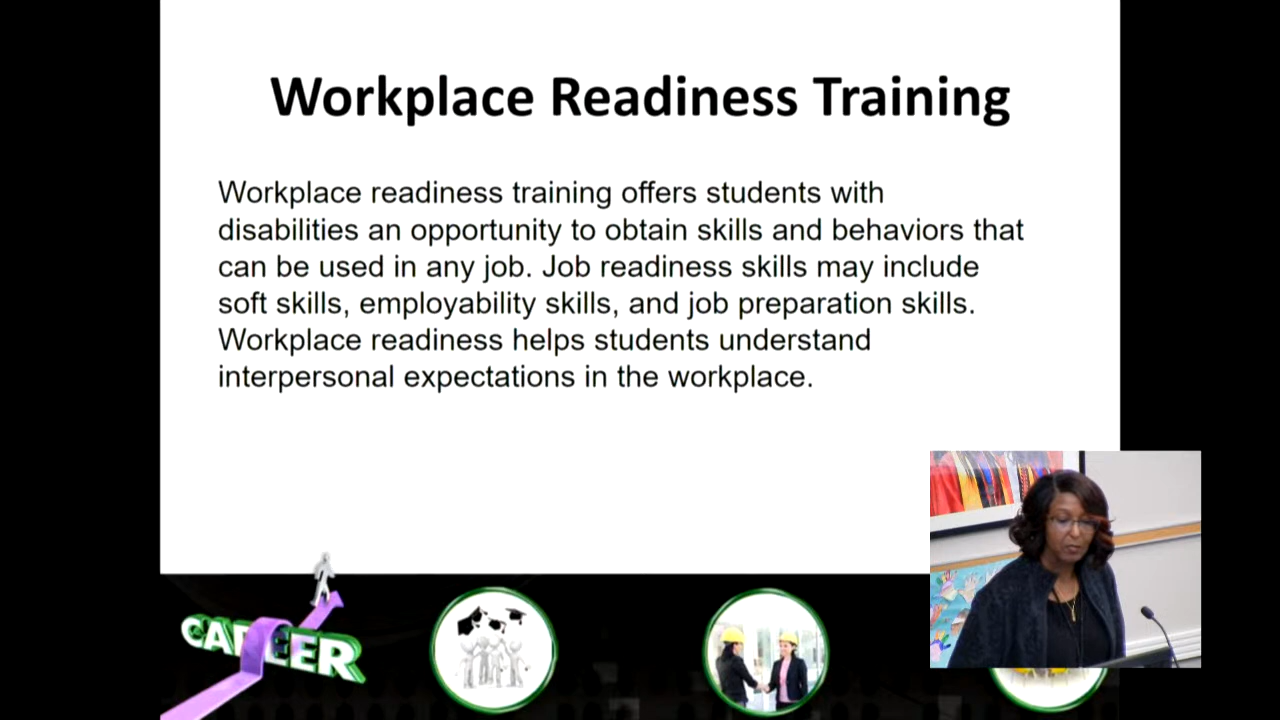 Workplace Readiness Training
Workplace readiness training offers students with
disabilities an opportunity to obtain skills and behaviors that
can be used in any job. Job readiness skills may include
soft skills, employability skills, and job preparation skills.
Workplace readiness helps students understand
interpersonal expectations in the workplace.
CAREER